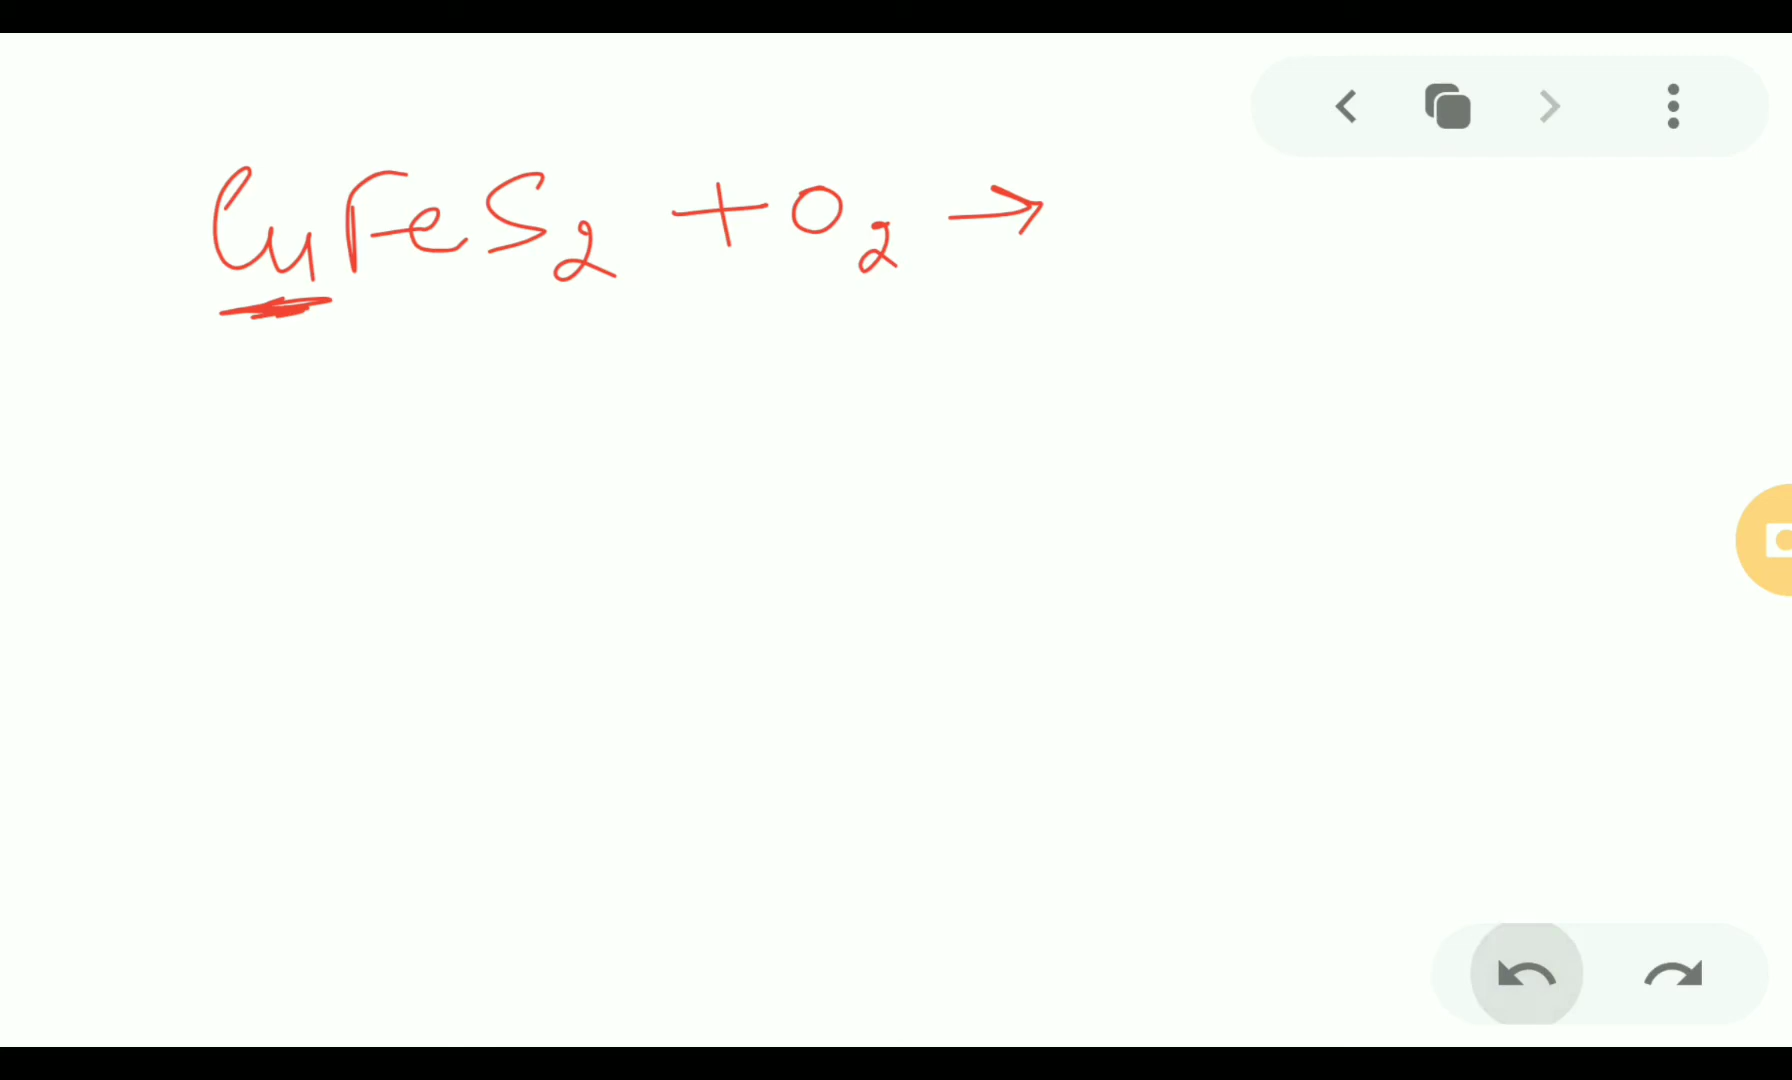 CuFeS₂ + O₂ →